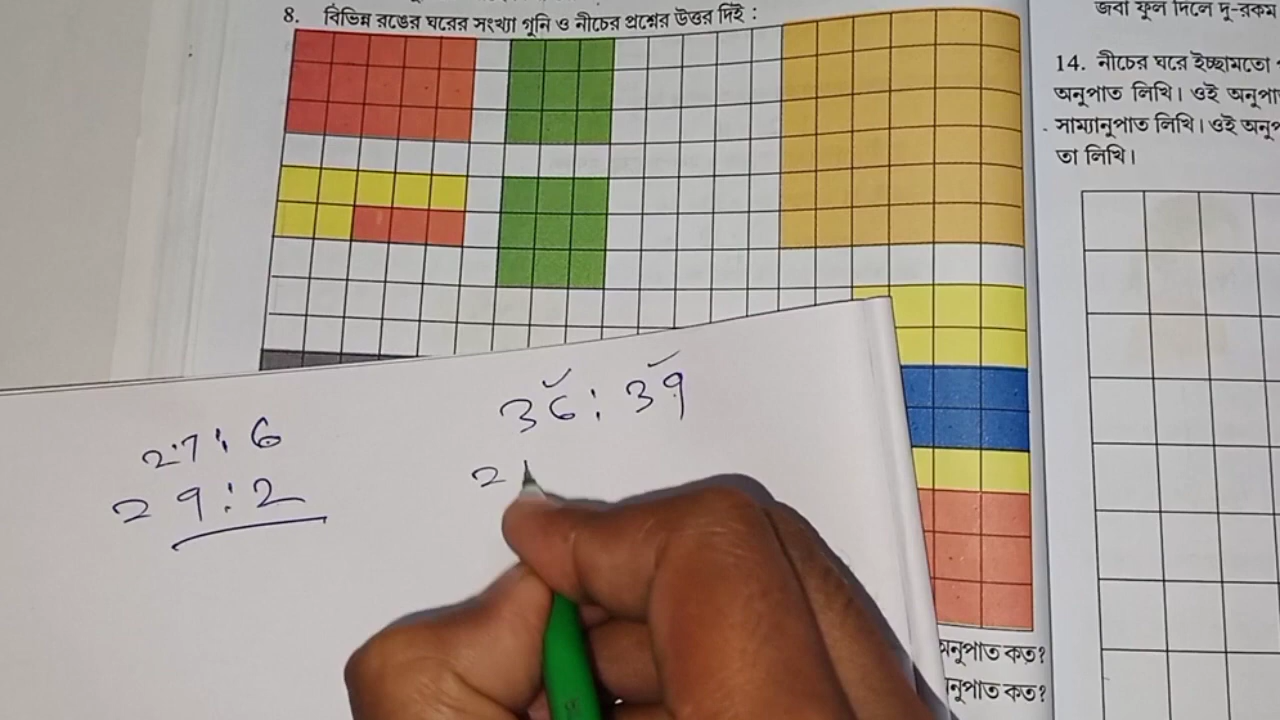 8. বিভিন্ন রঙের ঘরের সংখ্যা গুনি ও নীচের প্রশ্নের উত্তর দিই :
জবা ফুল দিলে দু-রকম
14. নীচের ঘরে ইচ্ছামতো
অনুপাত লিখি। ওই অনুপা
সাম্যানুপাত লিখি। ওই অনুপ
তা লিখি।
27 : 6
= 9 : 2
36 : 39
=
অনুপাত কত?
অনুপাত কত?